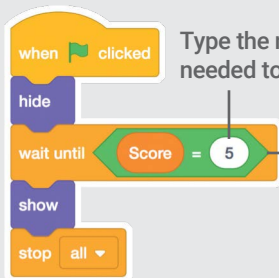 when clicked
Type the
needed to
hide
wait until Score = 5
show
stop all